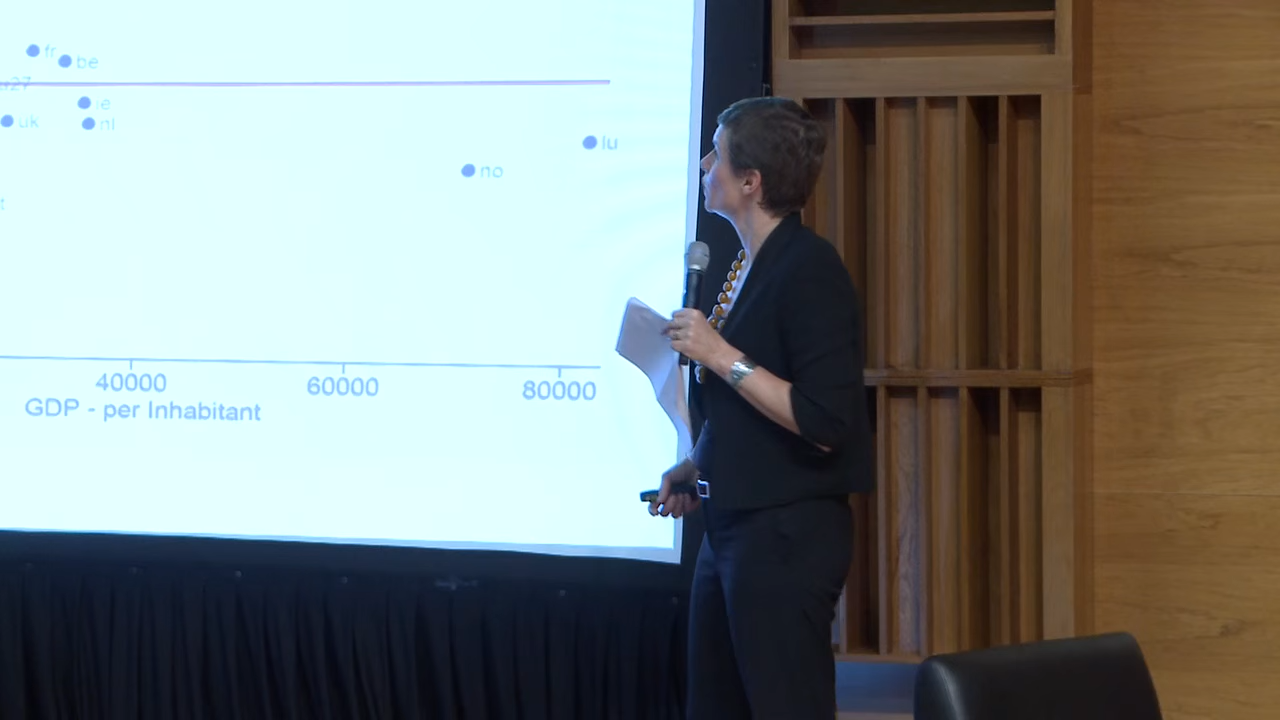 fr
be
ie
uk
nl
lu
no
40000 60000 80000
GDP - per Inhabitant